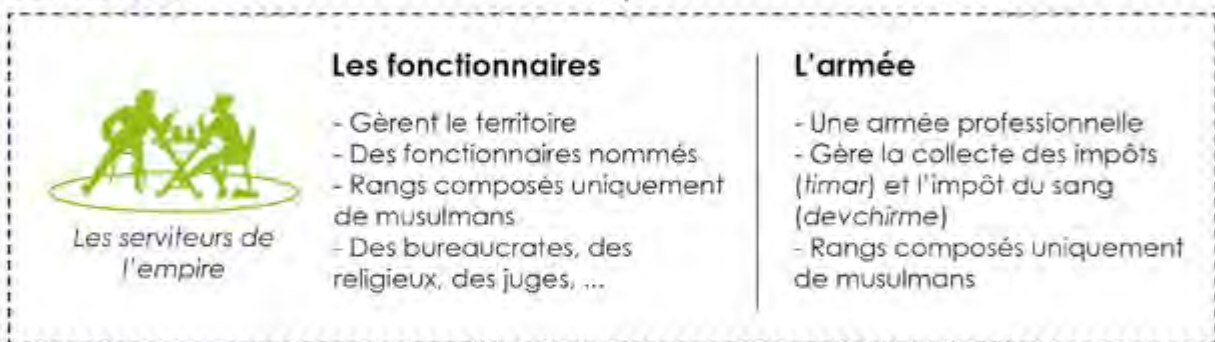 Les serviteurs de
l'empire
Les fonctionnaires
- Gèrent le territoire
- Des fonctionnaires nommés
- Rangs composés uniquement
de musulmans
- Des bureaucrates, des
religieux, des juges, ...
L'armée
- Une armée professionnelle
- Gère la collecte des impôts
(timar) et l'impôt du sang
(devchirme)
- Rangs composés uniquement
de musulmans